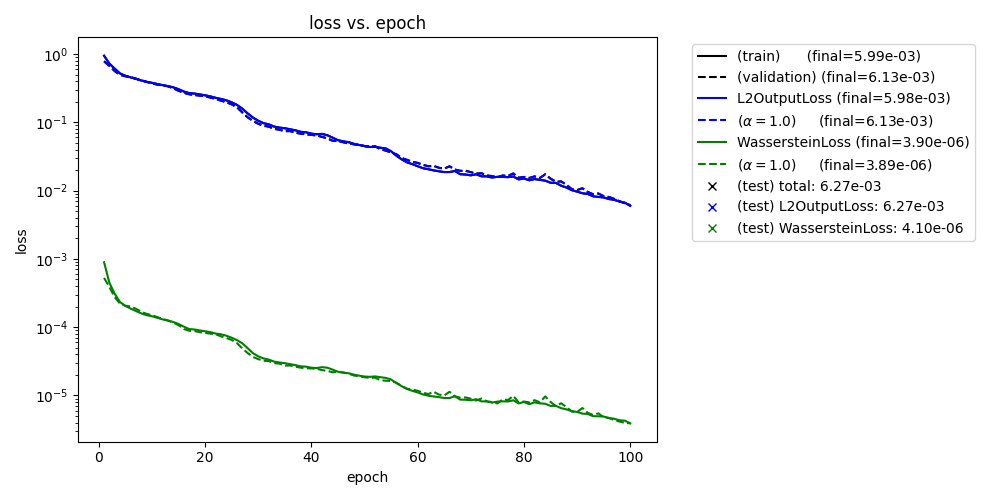 loss vs. epoch
10⁰
10⁻¹
10⁻²
10⁻³
10⁻⁴
10⁻⁵
loss
0
20
40
60
80
100
epoch
(train) (final=5.99e-03)
(validation) (final=6.13e-03)
L2OutputLoss (final=5.98e-03)
(α = 1.0) (final=6.13e-03)
WassersteinLoss (final=3.90e-06)
(α = 1.0) (final=3.89e-06)
(test) total: 6.27e-03
(test) L2OutputLoss: 6.27e-03
(test) WassersteinLoss: 4.10e-06